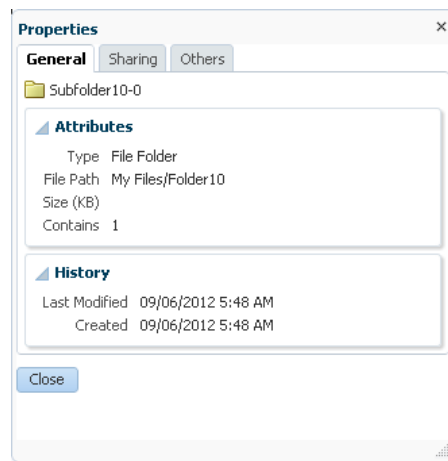 Properties
General Sharing Others
Subfolder10-0
Attributes
Type File Folder
File Path My Files/Folder10
Size (KB)
Contains 1
History
Last Modified 09/06/2012 5:48 AM
Created 09/06/2012 5:48 AM
Close